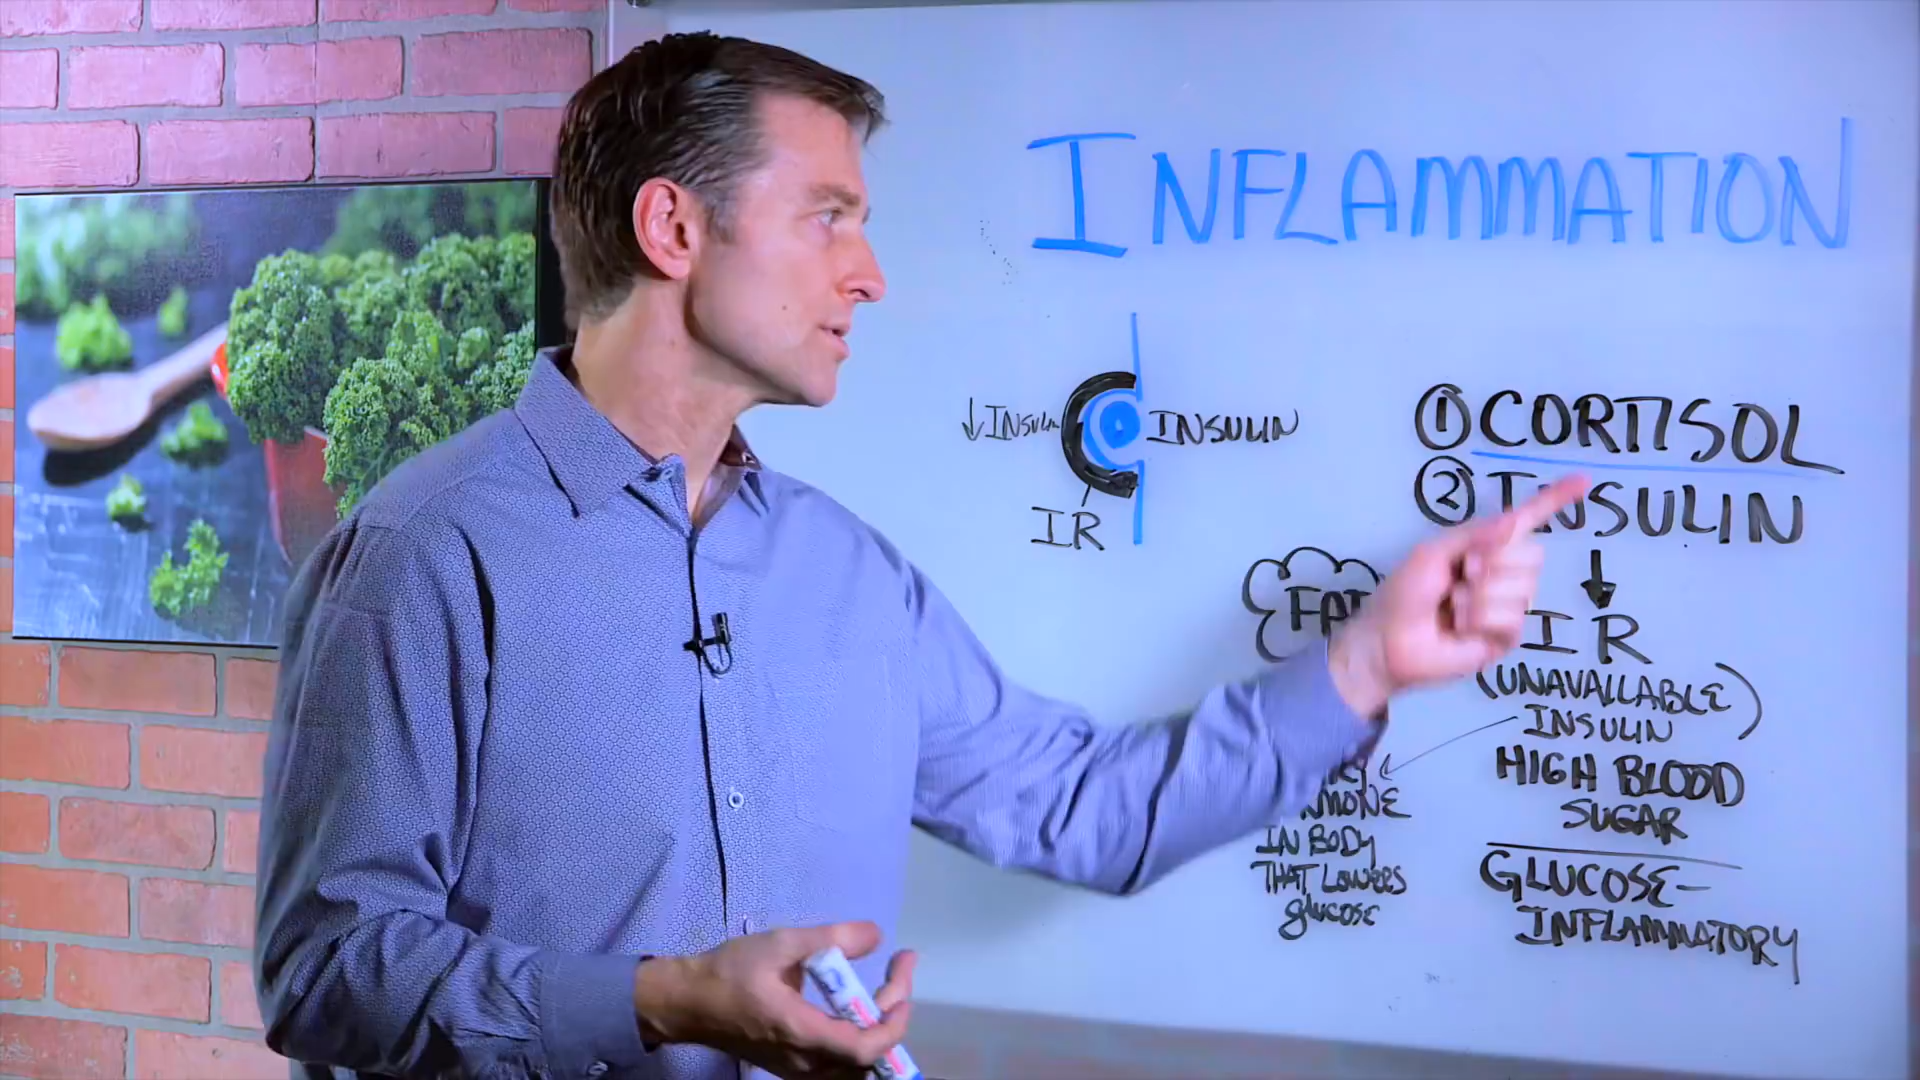 INFLAMMATION
↓INSULIN
INSULIN
IR
① CORTISOL
② INSULIN
IR
(UNAVAILABLE)
INSULIN
HIGH BLOOD
SUGAR
GLUCOSE-
INFLAMMATORY
FAT
IN BODY
THAT LOWERS
GLUCOSE